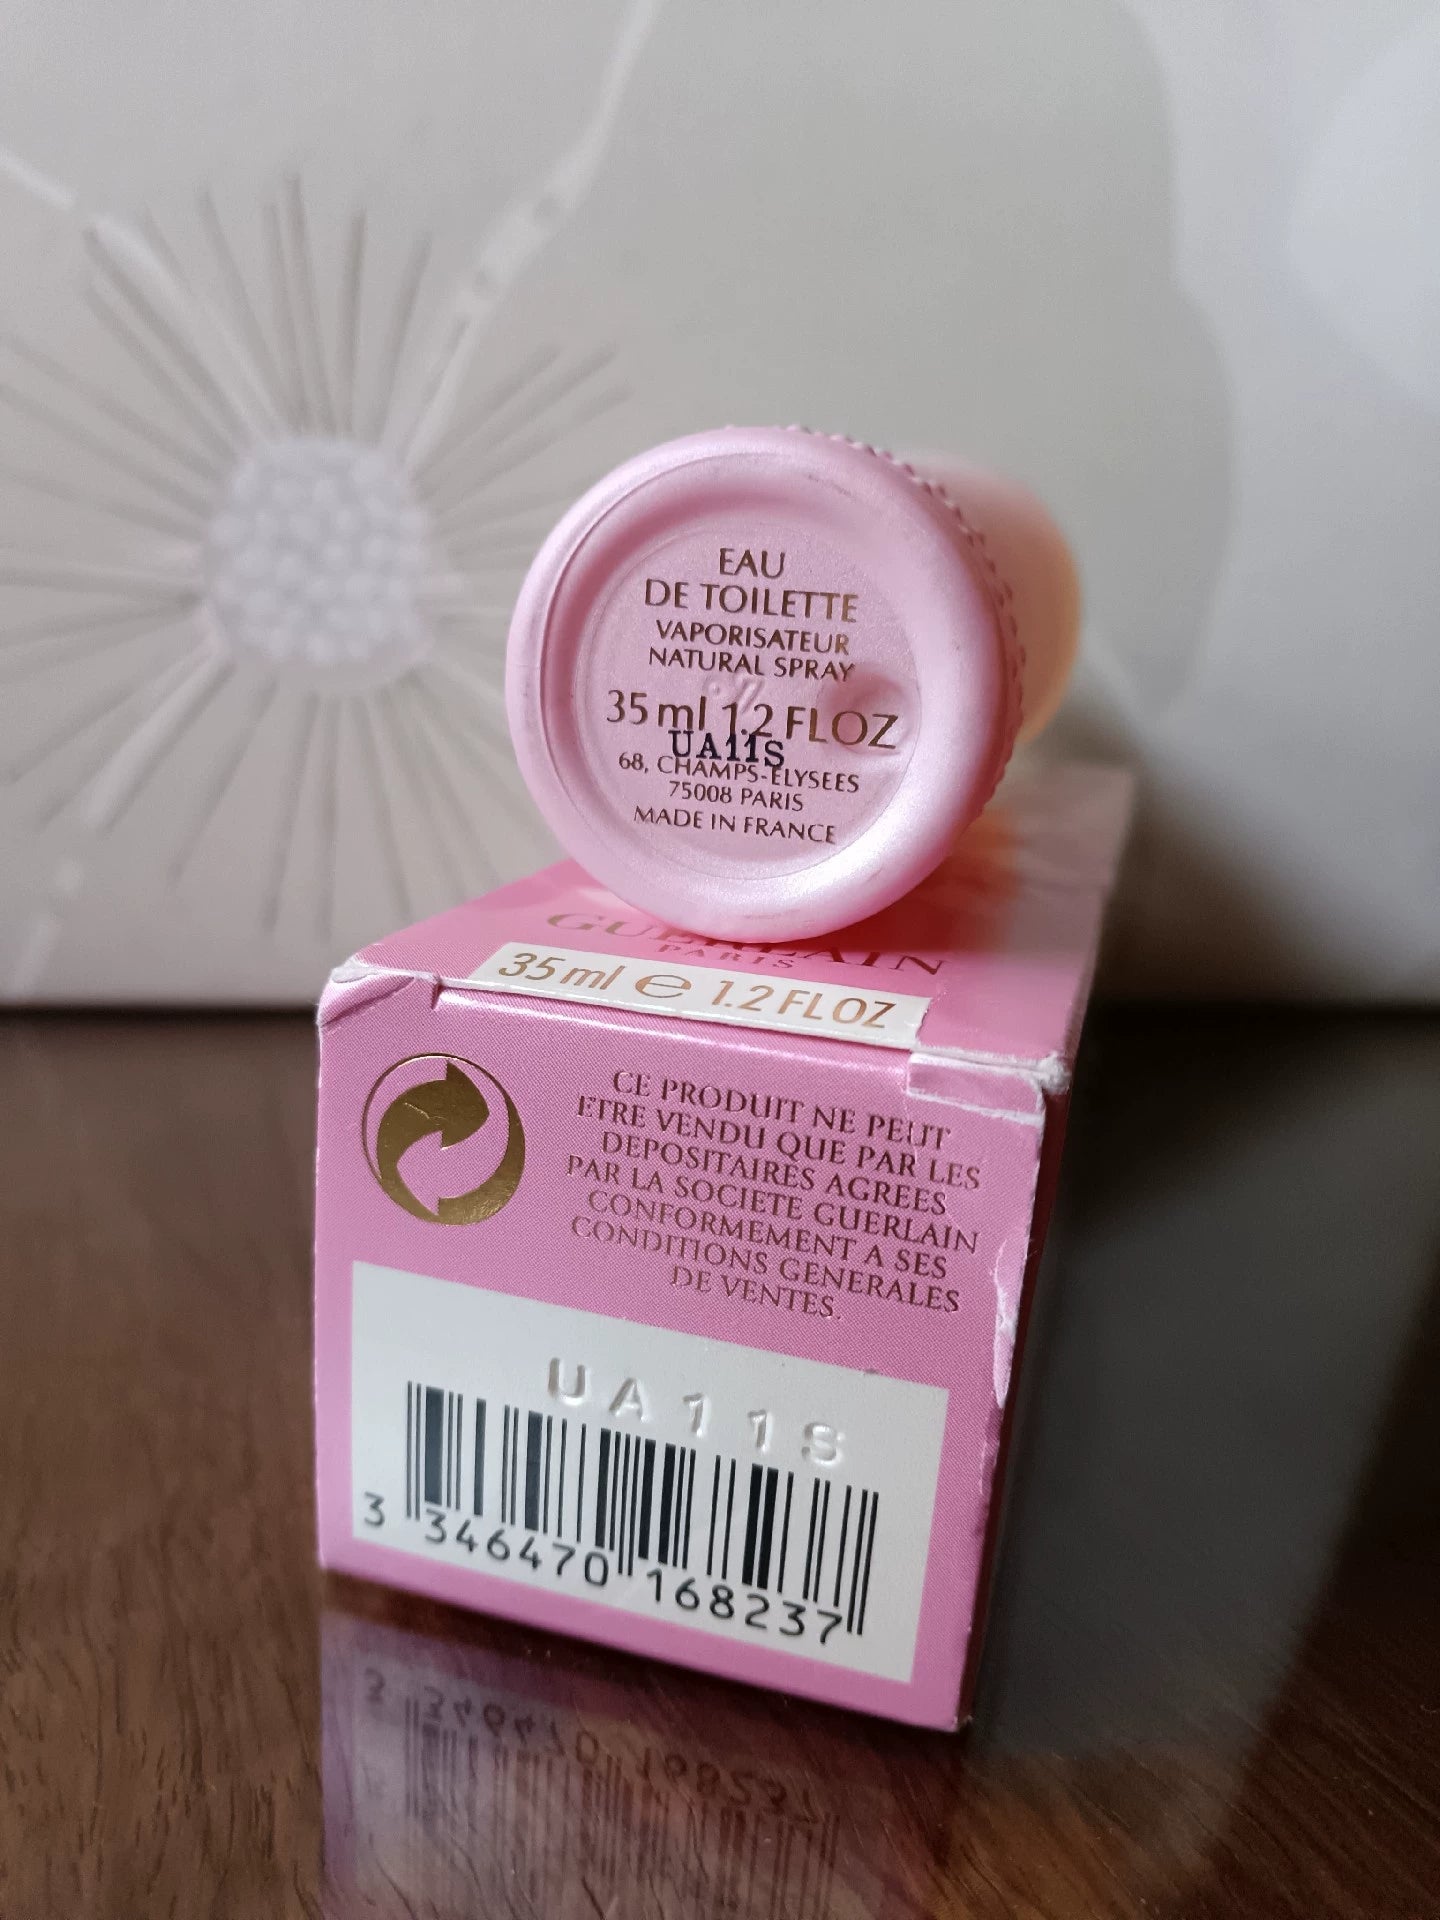 EAU
DE TOILETTE
VAPORISATEUR
NATURAL SPRAY
35 ml 1.2 FL OZ
UA11S
68, CHAMPS-ELYSEES
75008 PARIS
MADE IN FRANCE
GUERLAIN
PARIS
35 ml e 1.2 FL OZ
CE PRODUIT NE PEUT
ETRE VENDU QUE PAR LES
DEPOSITAIRES AGREES
PAR LA SOCIETE GUERLAIN
CONFORMEMENT A SES
CONDITIONS GENERALES
DE VENTES.
UA11S
3 346470 168237